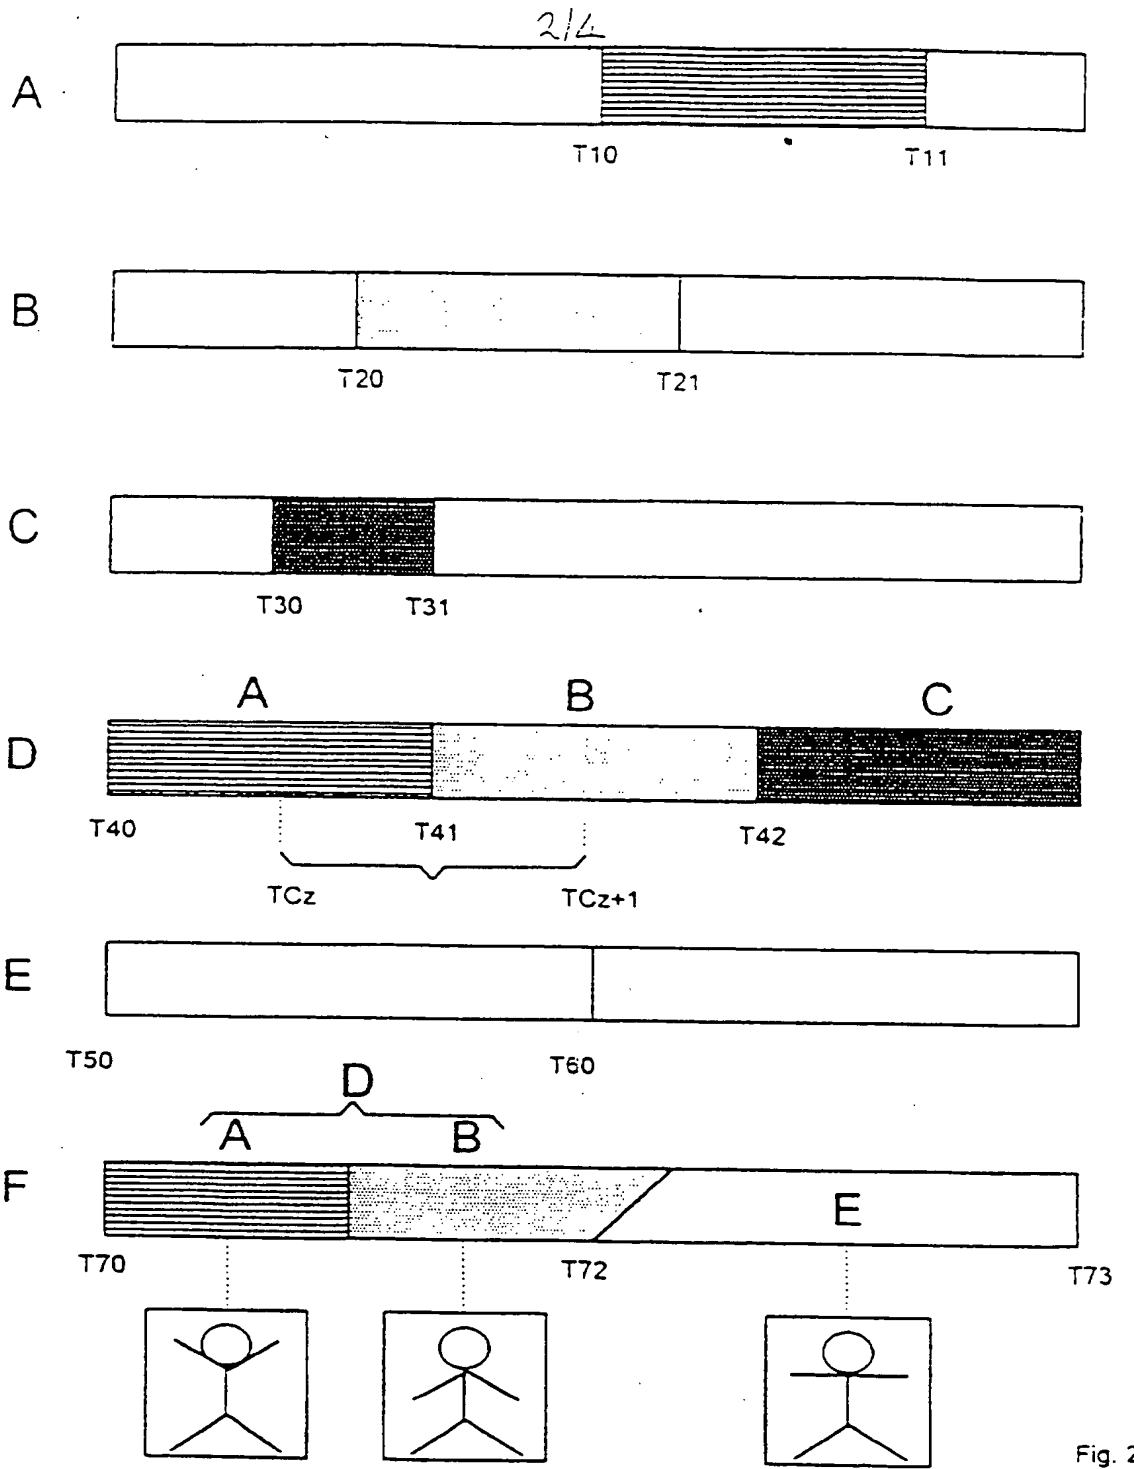 2/4
A
T10 T11
B
T20 T21
C
T30 T31
A B C
D
T40 T41 T42
TCz TCz+1
E
T50 T60
D
A B
F E
T70 T72 T73
Fig. 2